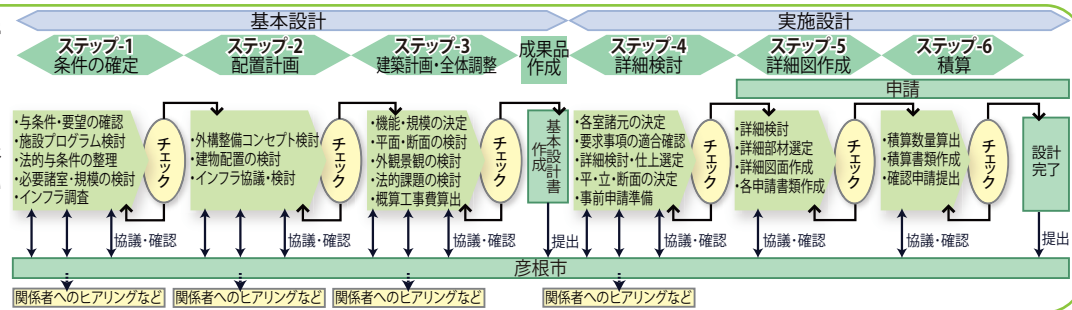 基本設計
実施設計
ステップ-1
条件の確定
ステップ-2
配置計画
ステップ-3
建築計画・全体調整
成果品
作成
ステップ-4
詳細検討
ステップ-5
詳細図作成
ステップ-6
積算
申請
・与条件・要望の確認
・施設プログラム検討
・法的与条件の整理
・必要諸室・規模の検討
・インフラ調査
チェック
・外構整備コンセプト検討
・建物配置の検討
・インフラ協議・検討
チェック
・機能・規模の決定
・平面・断面の検討
・外観景観の検討
・法的課題の検討
・概算工事費算出
チェック
基本設計書
作成
・各室諸元の決定
・要求事項の適合確認
・詳細検討・仕上選定
・平・立・断面の決定
・事前申請準備
チェック
・詳細検討
・詳細部材選定
・詳細図面作成
・各申請書類作成
チェック
・積算数量算出
・積算書類作成
・確認申請提出
チェック
設計
完了
協議・確認
協議・確認
協議・確認
提出
協議・確認
協議・確認
協議・確認
提出
彦根市
関係者へのヒアリングなど
関係者へのヒアリングなど
関係者へのヒアリングなど
関係者へのヒアリングなど